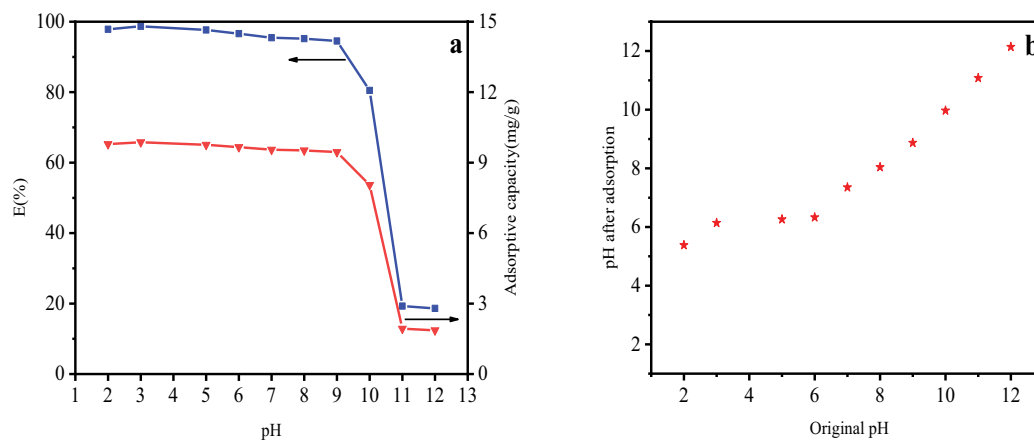 a
100
80
60
40
20
0
E(%)
15
12
9
6
3
0
Adsorptive capacity(mg/g)
1 2 3 4 5 6 7 8 9 10 11 12 13
pH
b
12
10
8
6
4
2
pH after adsorption
2 4 6 8 10 12
Original pH